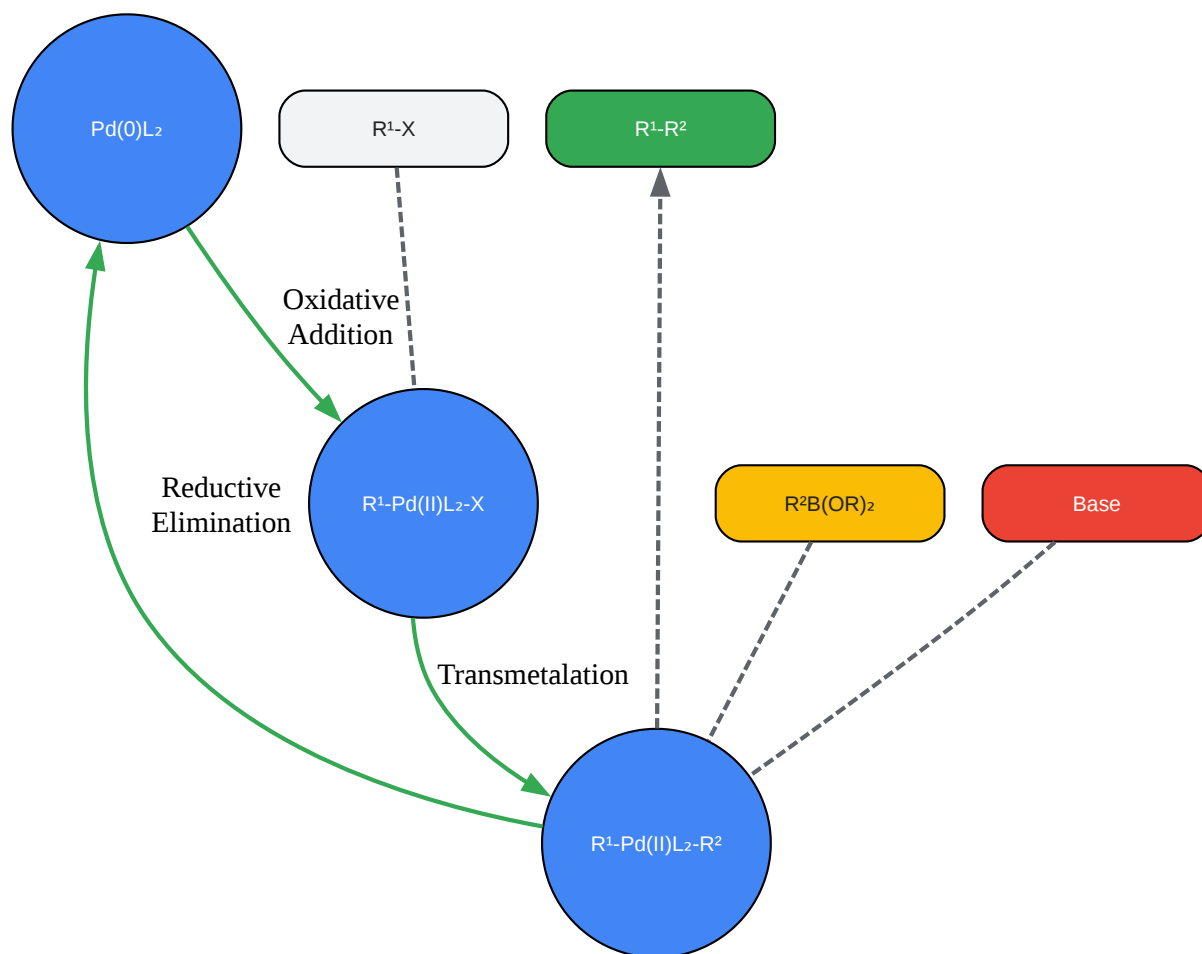 Pd(0)L₂
R¹-X
R¹-R²
Oxidative
Addition
Reductive
Elimination
R¹-Pd(II)L₂-X
R²B(OR)₂
Base
Transmetalation
R¹-Pd(II)L₂-R²